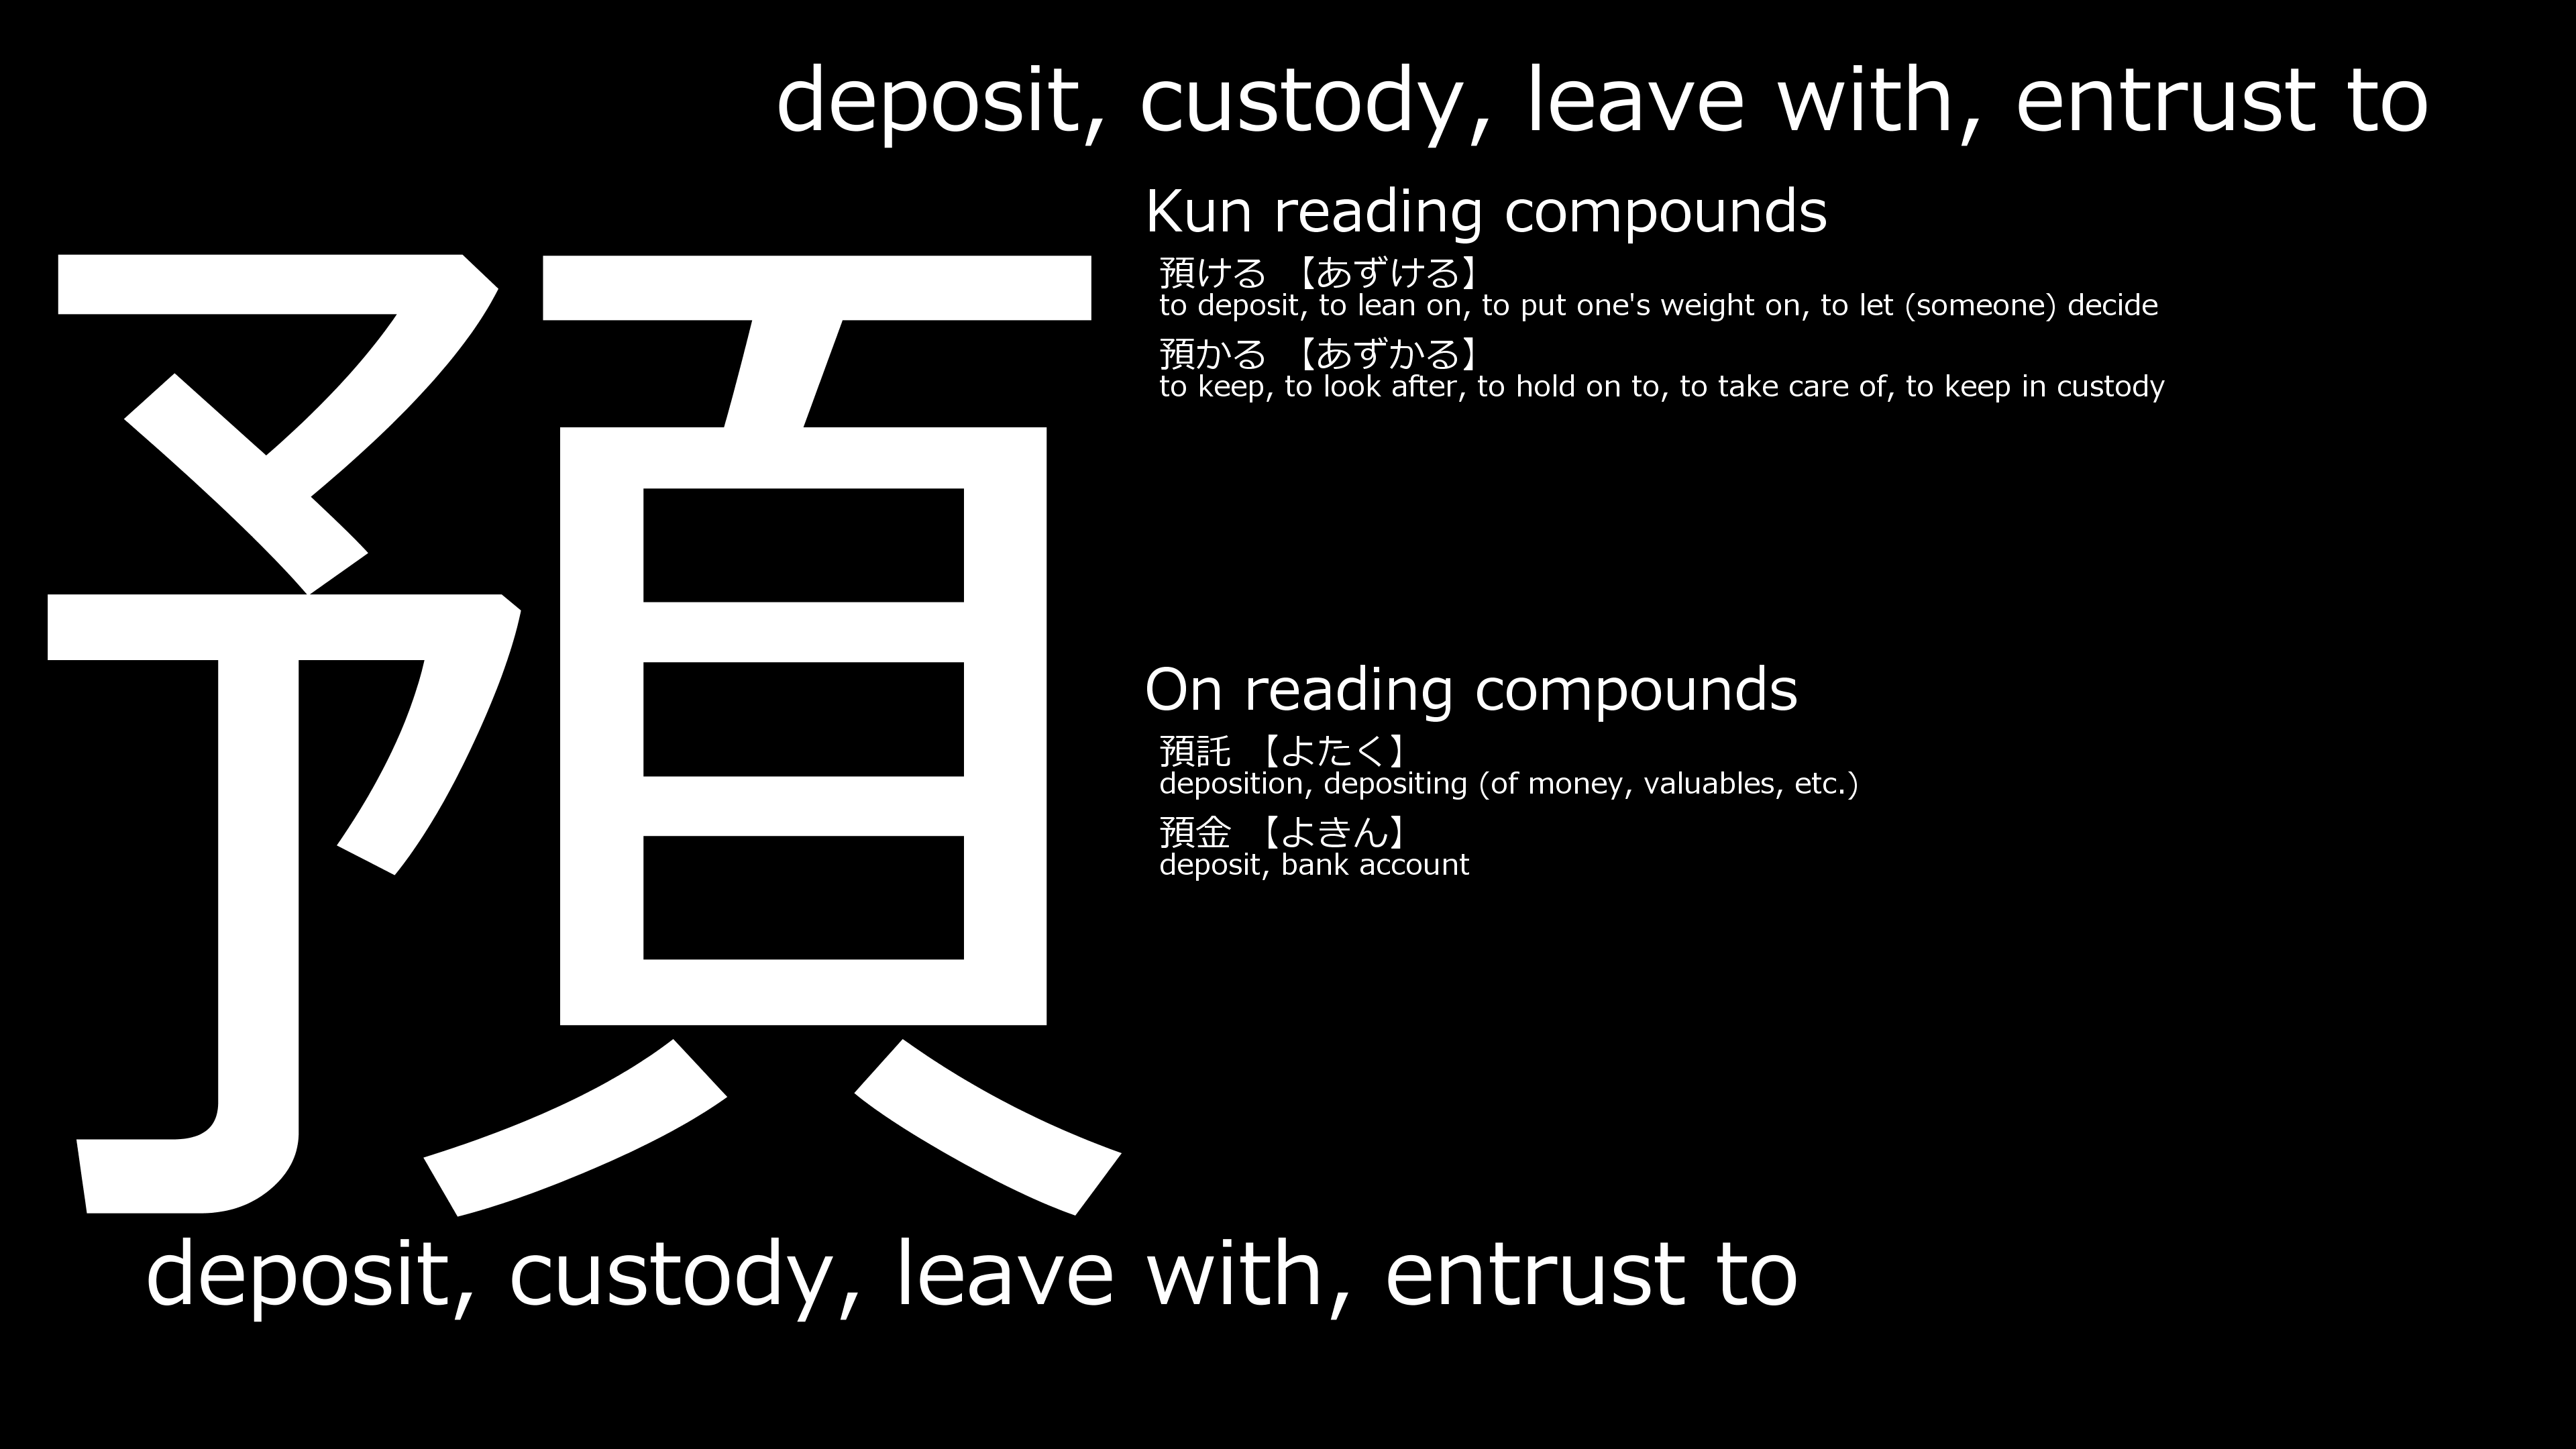 deposit, custody, leave with, entrust to
預
Kun reading compounds
預ける 【あずける】
to deposit, to lean on, to put one's weight on, to let (someone) decide
預かる 【あずかる】
to keep, to look after, to hold on to, to take care of, to keep in custody
On reading compounds
預託 【よたく】
deposition, depositing (of money, valuables, etc.)
預金 【よきん】
deposit, bank account
deposit, custody, leave with, entrust to